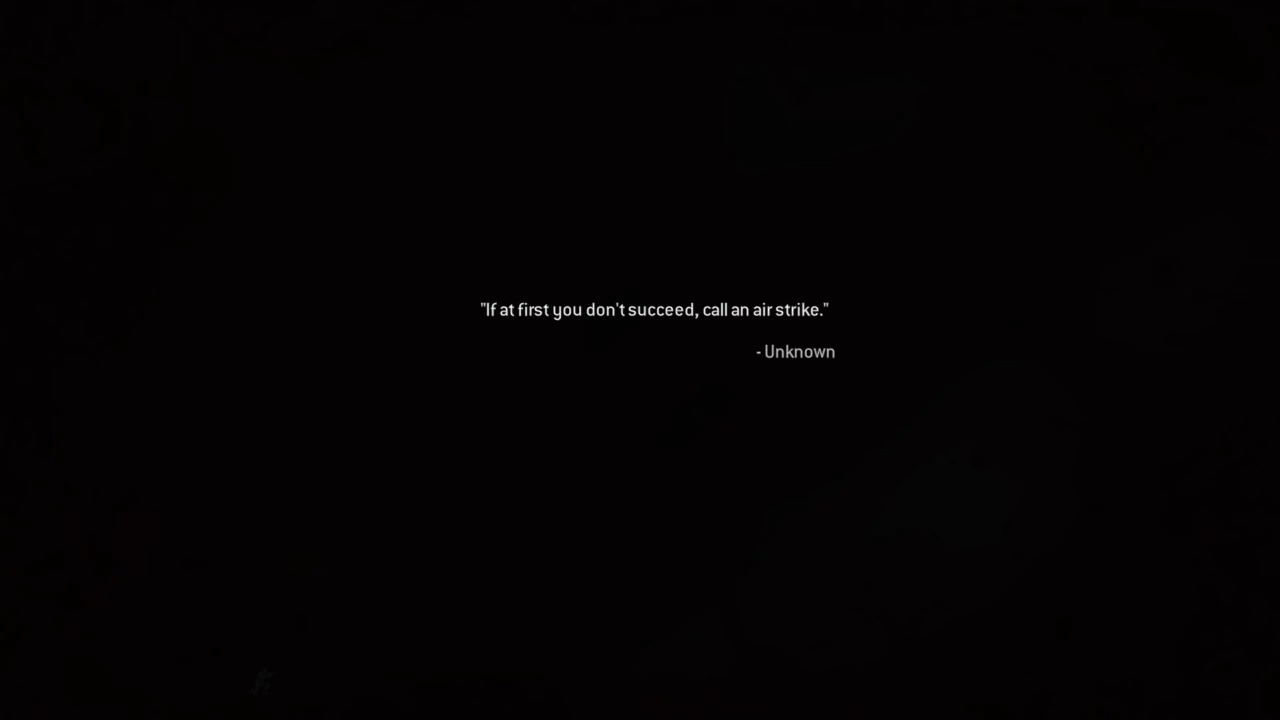 "If at first you don't succeed, call an air strike."
- Unknown